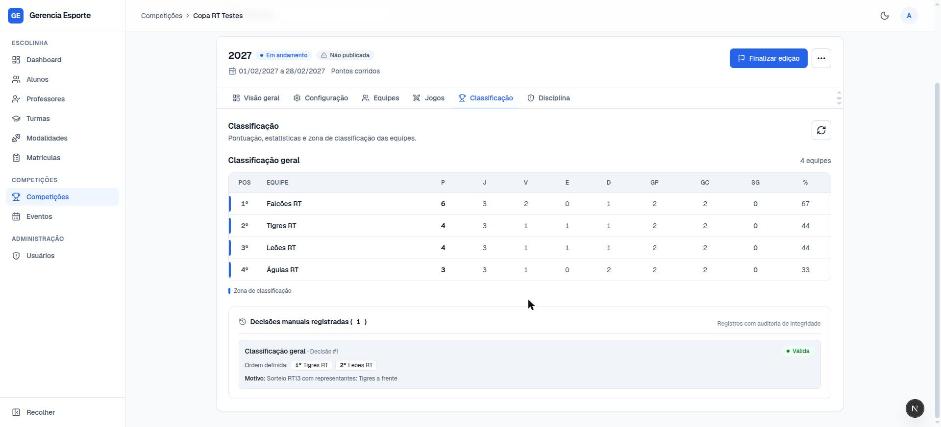 GE Gerencia Esporte
Competições > Copa RT Testes
A
ESCOLINHA
Dashboard
Alunos
Professores
Turmas
Modalidades
Matrículas
COMPETIÇÕES
Competições
Eventos
ADMINISTRAÇÃO
Usuários
Recolher
2027 Em andamento Não publicada
01/02/2027 a 28/02/2027 Pontos corridos
Finalizar edição
Visão geral Configuração Equipes Jogos Classificação Disciplina
Classificação
Pontuação, estatísticas e zona de classificação das equipes.
Classificação geral 4 equipes
POS EQUIPE P J V E D GP GC SG %
1º Falcões RT 6 3 2 0 1 2 2 0 67
2º Tigres RT 4 3 1 1 1 2 2 0 44
3º Leões RT 4 3 1 1 1 2 2 0 44
4º Águias RT 3 3 1 0 2 2 2 0 33
Zona de classificação
Decisões manuais registradas ( 1 ) Registros com auditoria de integridade
Classificação geral · Decisão #1 Válida
Ordem definida: 1º Tigres RT 2º Leões RT
Motivo: Sorteio RT13 com representantes: Tigres a frente
N